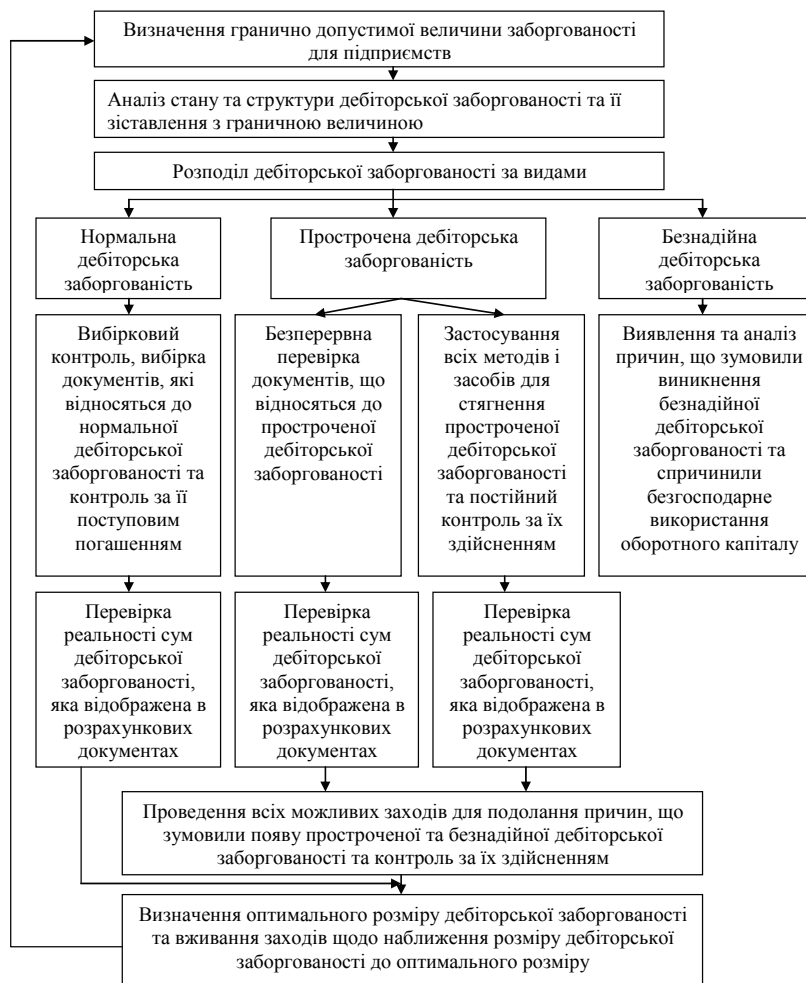 Визначення гранично допустимої величини заборгованості
для підприємств
Аналіз стану та структури дебіторської заборгованості та її
зіставлення з граничною величиною
Розподіл дебіторської заборгованості за видами
Нормальна
дебіторська
заборгованість
Прострочена дебіторська
заборгованість
Безнадійна
дебіторська
заборгованість
Вибірковий
контроль, вибірка
документів, які
відносяться до
нормальної
дебіторської
заборгованості та
контроль за її
поступовим
погашенням
Безперервна
перевірка
документів, що
відносяться до
простроченої
дебіторської
заборгованості
Застосування
всіх методів і
засобів для
стягнення
простроченої
дебіторської
заборгованості
та постійний
контроль за їх
здійсненням
Виявлення та аналіз
причин, що зумовили
виникнення
безнадійної
дебіторської
заборгованості та
спричинили
безгосподарне
використання
оборотного капіталу
Перевірка
реальності сум
дебіторської
заборгованості,
яка відображена в
розрахункових
документах
Перевірка
реальності сум
дебіторської
заборгованості,
яка відображена в
розрахункових
документах
Перевірка
реальності сум
дебіторської
заборгованості,
яка відображена в
розрахункових
документах
Проведення всіх можливих заходів для подолання причин, що
зумовили появу простроченої та безнадійної дебіторської
заборгованості та контроль за їх здійсненням
Визначення оптимального розміру дебіторської заборгованості
та вживання заходів щодо наближення розміру дебіторської
заборгованості до оптимального розміру